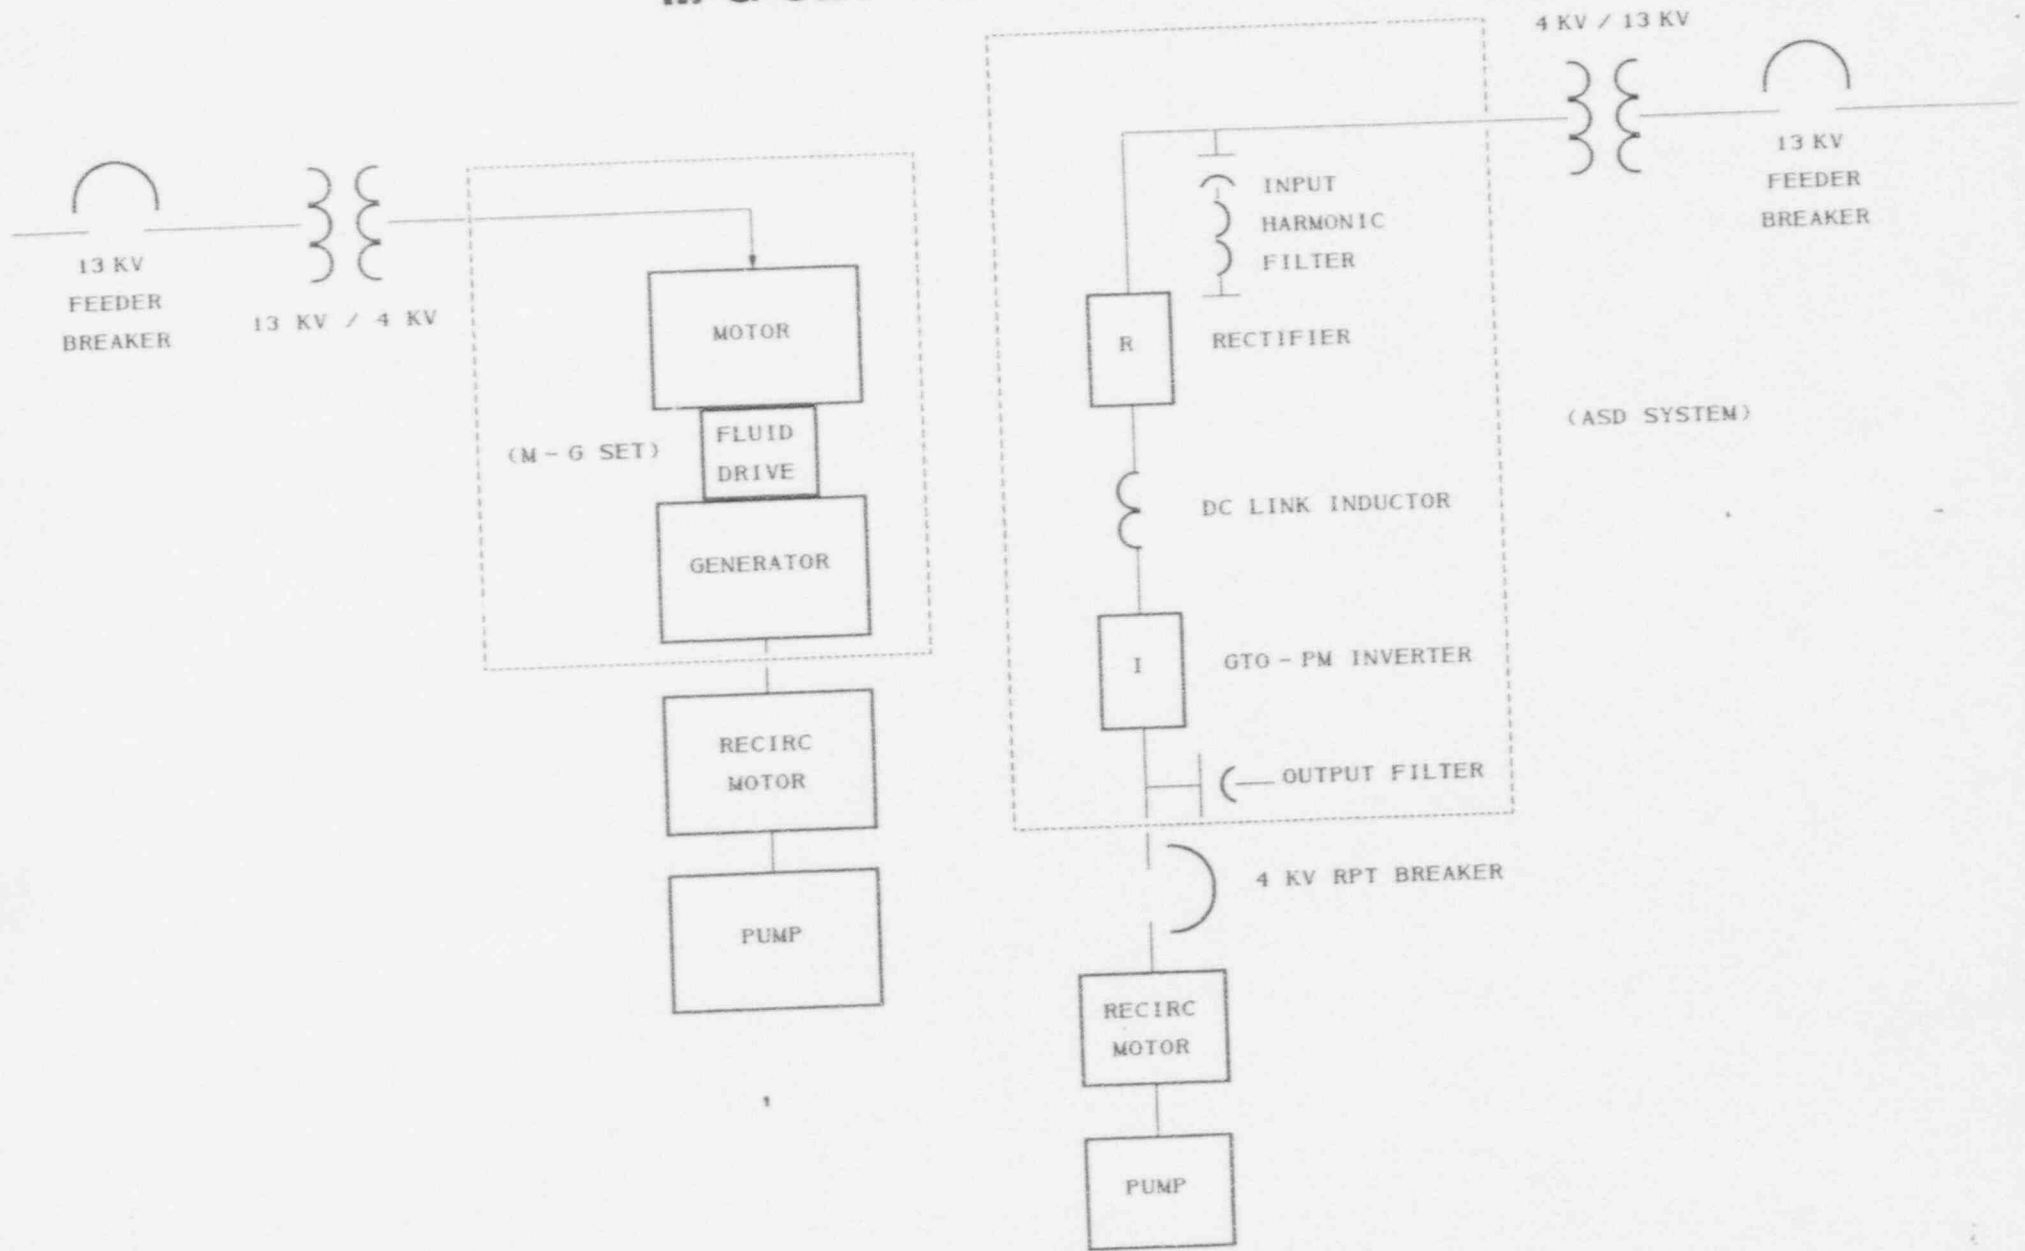 4 KV / 13 KV
13 KV
FEEDER
BREAKER
13 KV / 4 KV
MOTOR
FLUID
DRIVE
(M - G SET)
GENERATOR
RECIRC
MOTOR
PUMP
INPUT
HARMONIC
FILTER
R
RECTIFIER
DC LINK INDUCTOR
I
GTO - PM INVERTER
OUTPUT FILTER
4 KV RPT BREAKER
RECIRC
MOTOR
PUMP
13 KV
FEEDER
BREAKER
(ASD SYSTEM)